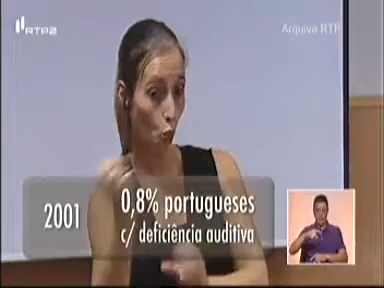 RTP2
Arquivo RTP
2001
0,8% portugueses
c/ deficiência auditiva